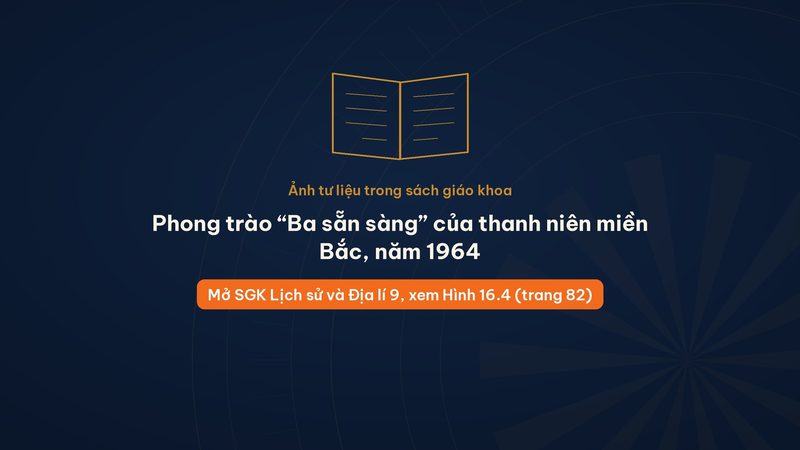 Ảnh tư liệu trong sách giáo khoa
Phong trào “Ba sẵn sàng” của thanh niên miền
Bắc, năm 1964
Mở SGK Lịch sử và Địa lí 9, xem Hình 16.4 (trang 82)